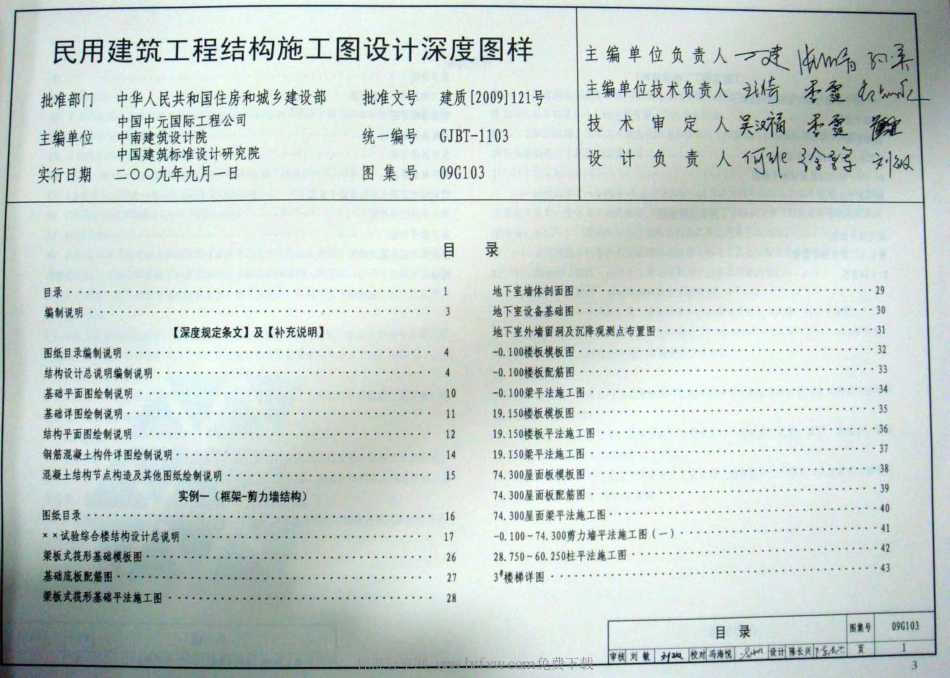 民用建筑工程结构施工图设计深度图样
批准部门 中华人民共和国住房和城乡建设部 批准文号 建质[2009]121号
主编单位 中国中元国际工程公司
中南建筑设计院
中国建筑标准设计研究院
统一编号 GJBT-1103
实行日期 二〇〇九年九月一日 图集号 09G103
主编单位负责人
主编单位技术负责人
技术审定人 吴汉福
设计负责人 刘敏
目 录
目录 1
编制说明 3
【深度规定条文】及【补充说明】
图纸目录编制说明 4
结构设计总说明编制说明 4
基础平面图绘制说明 10
基础详图绘制说明 11
结构平面图绘制说明 12
钢筋混凝土构件详图绘制说明 14
混凝土结构节点构造及其他图纸绘制说明 15
实例一(框架-剪力墙结构)
图纸目录 16
××试验综合楼结构设计总说明 17
梁板式筏形基础模板图 26
基础底板配筋图 27
梁板式筏形基础平法施工图 28
地下室墙体剖面图 29
地下室设备基础图 30
地下室外墙留洞及沉降观测点布置图 31
-0.100楼板模板图 32
-0.100楼板配筋图 33
-0.100梁平法施工图 34
19.150楼板模板图 35
19.150楼板平法施工图 36
19.150梁平法施工图 37
74.300屋面板模板图 38
74.300屋面板配筋图 39
74.300屋面梁平法施工图 40
-0.100~74.300剪力墙平法施工图(一) 41
28.750~60.250柱平法施工图 42
3#楼梯详图 43
目 录 图集号 09G103
审核 刘敏 刘敏 校对 冯海悦 设计 陈长兴 页 1
3
免费下载